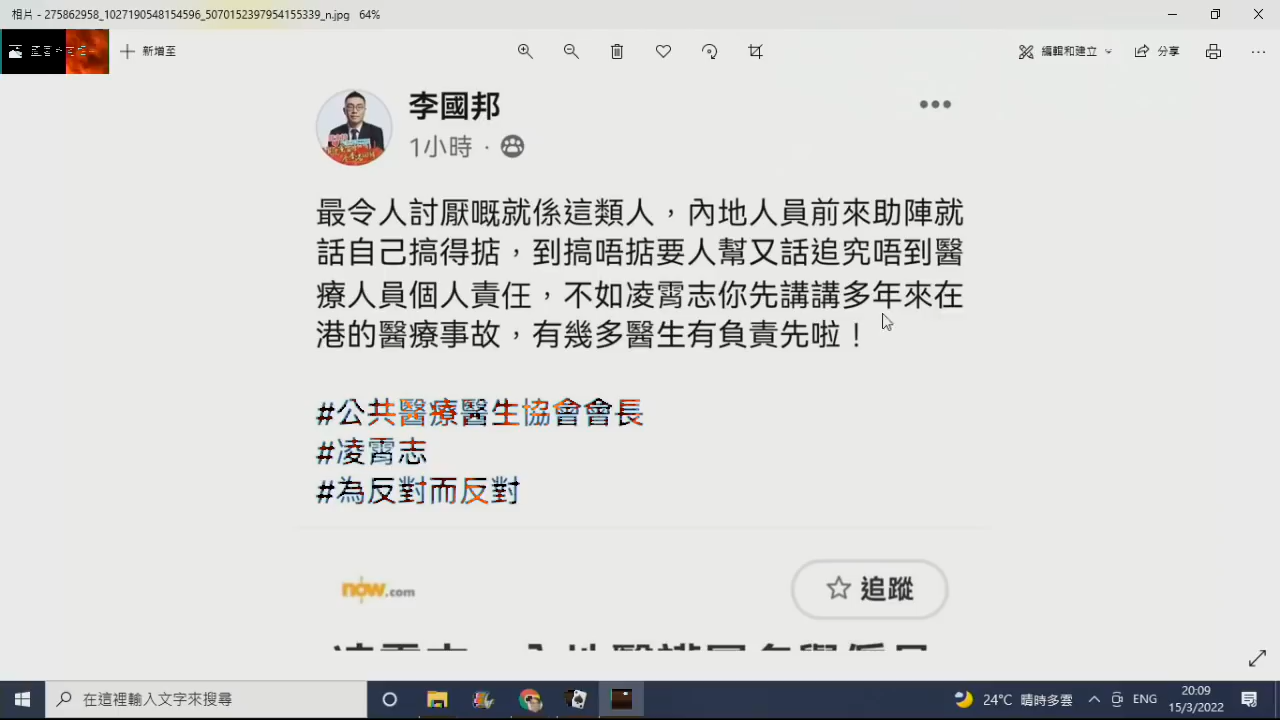 相片 - 275862958_1027190548154596_5070152397954155339_n.jpg 64%
新增至
編輯和建立
分享
李國邦
1小時 ·
最令人討厭嘅就係這類人，內地人員前來助陣就
話自己搞得掂，到搞唔掂要人幫又話追究唔到醫
療人員個人責任，不如凌霄志你先講講多年來在
港的醫療事故，有幾多醫生有負責先啦！
#公共醫療醫生協會會長
#凌霄志
#為反對而反對
now.com
追蹤
在這裡輸入文字來搜尋
24°C 晴時多雲
ENG
20:09
15/3/2022